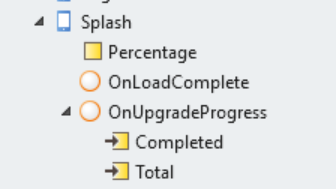 Splash
Percentage
OnLoadComplete
OnUpgradeProgress
Completed
Total